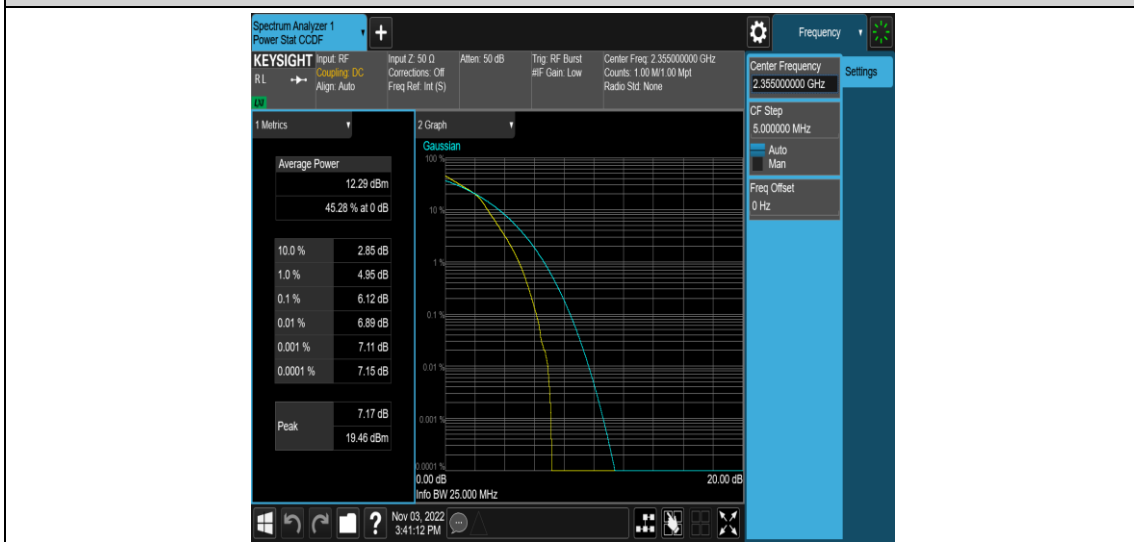 Spectrum Analyzer 1
Power Stat CCDF
+
Frequency
KEYSIGHT
RL
Input: RF
Coupling: DC
Align: Auto
Input Z: 50 Ω
Corrections: Off
Freq Ref: Int (S)
Atten: 50 dB
Trig: RF Burst
#IF Gain: Low
Center Freq: 2.355000000 GHz
Counts: 1.00 M/1.00 Mpt
Radio Std: None
Center Frequency
2.355000000 GHz
Settings
CF Step
5.000000 MHz
Auto
Man
Freq Offset
0 Hz
1 Metrics
Average Power
12.29 dBm
45.28 % at 0 dB
10.0 % 2.85 dB
1.0 % 4.95 dB
0.1 % 6.12 dB
0.01 % 6.89 dB
0.001 % 7.11 dB
0.0001 % 7.15 dB
Peak
7.17 dB
19.46 dBm
2 Graph
Gaussian
100 %
10 %
1 %
0.1 %
0.01 %
0.001 %
0.0001 %
0.00 dB 20.00 dB
Info BW 25.000 MHz
?
Nov 03, 2022
3:41:12 PM